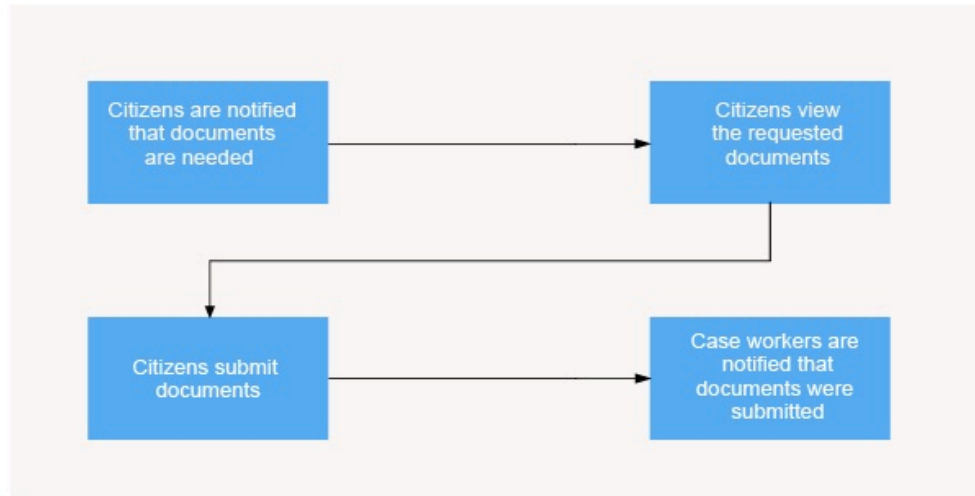 Citizens are notified
that documents
are needed
Citizens view
the requested
documents
Citizens submit
documents
Case workers are
notified that
documents were
submitted